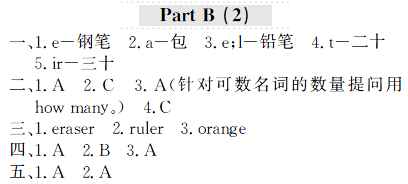 Part B (2)
一、1. e—钢笔 2. a—包 3. e;l—铅笔 4. t—二十
5. ir—三十
二、1. A 2. C 3. A(针对可数名词的数量提问用
how many。) 4. C
三、1. eraser 2. ruler 3. orange
四、1. A 2. B 3. A
五、1. A 2. A